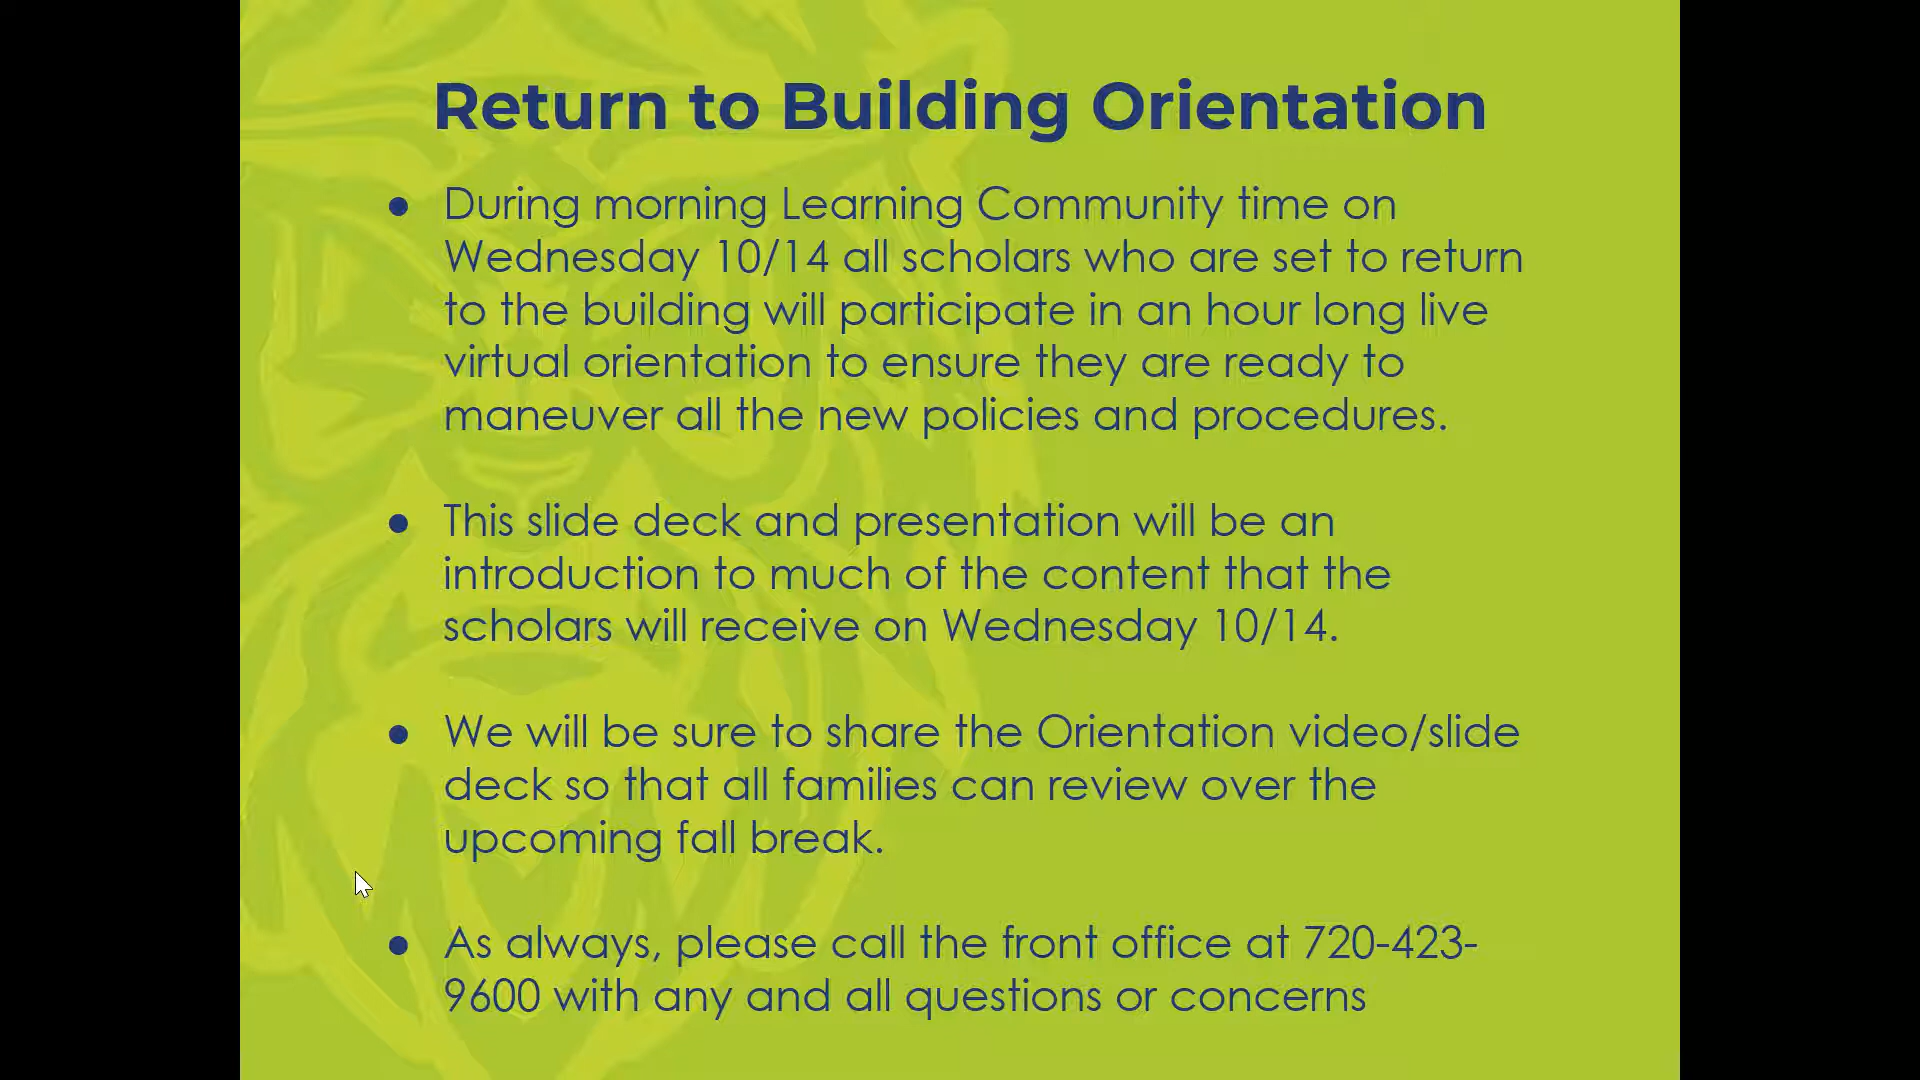 Return to Building Orientation
● During morning Learning Community time on
Wednesday 10/14 all scholars who are set to return
to the building will participate in an hour long live
virtual orientation to ensure they are ready to
maneuver all the new policies and procedures.
● This slide deck and presentation will be an
introduction to much of the content that the
scholars will receive on Wednesday 10/14.
● We will be sure to share the Orientation video/slide
deck so that all families can review over the
upcoming fall break.
● As always, please call the front office at 720-423-
9600 with any and all questions or concerns